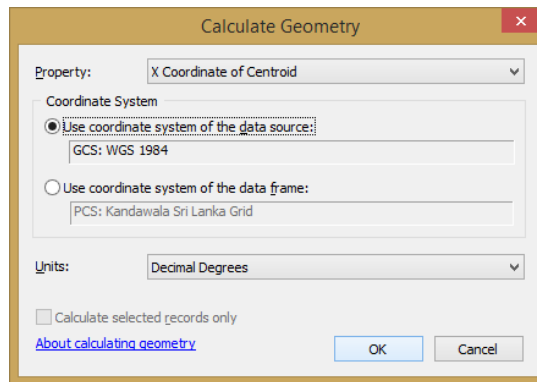 Calculate Geometry
Property: X Coordinate of Centroid
Coordinate System
Use coordinate system of the data source:
GCS: WGS 1984
Use coordinate system of the data frame:
PCS: Kandawala Sri Lanka Grid
Units: Decimal Degrees
Calculate selected records only
About calculating geometry
OK Cancel